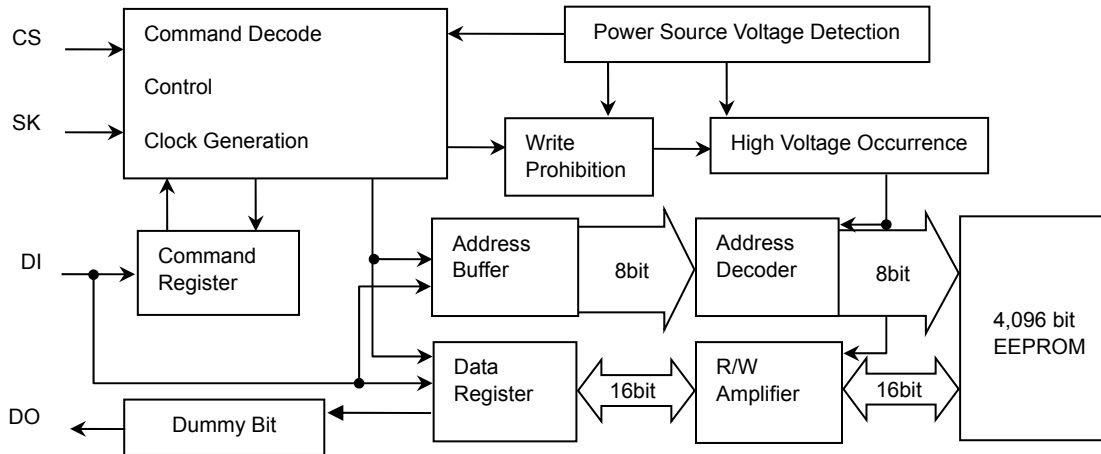 CS
Command Decode
Control
Clock Generation
SK
Power Source Voltage Detection
Write
Prohibition
High Voltage Occurrence
DI
Command
Register
Address
Buffer
8bit
Address
Decoder
8bit
4,096 bit
EEPROM
Data
Register
16bit
R/W
Amplifier
16bit
DO
Dummy Bit